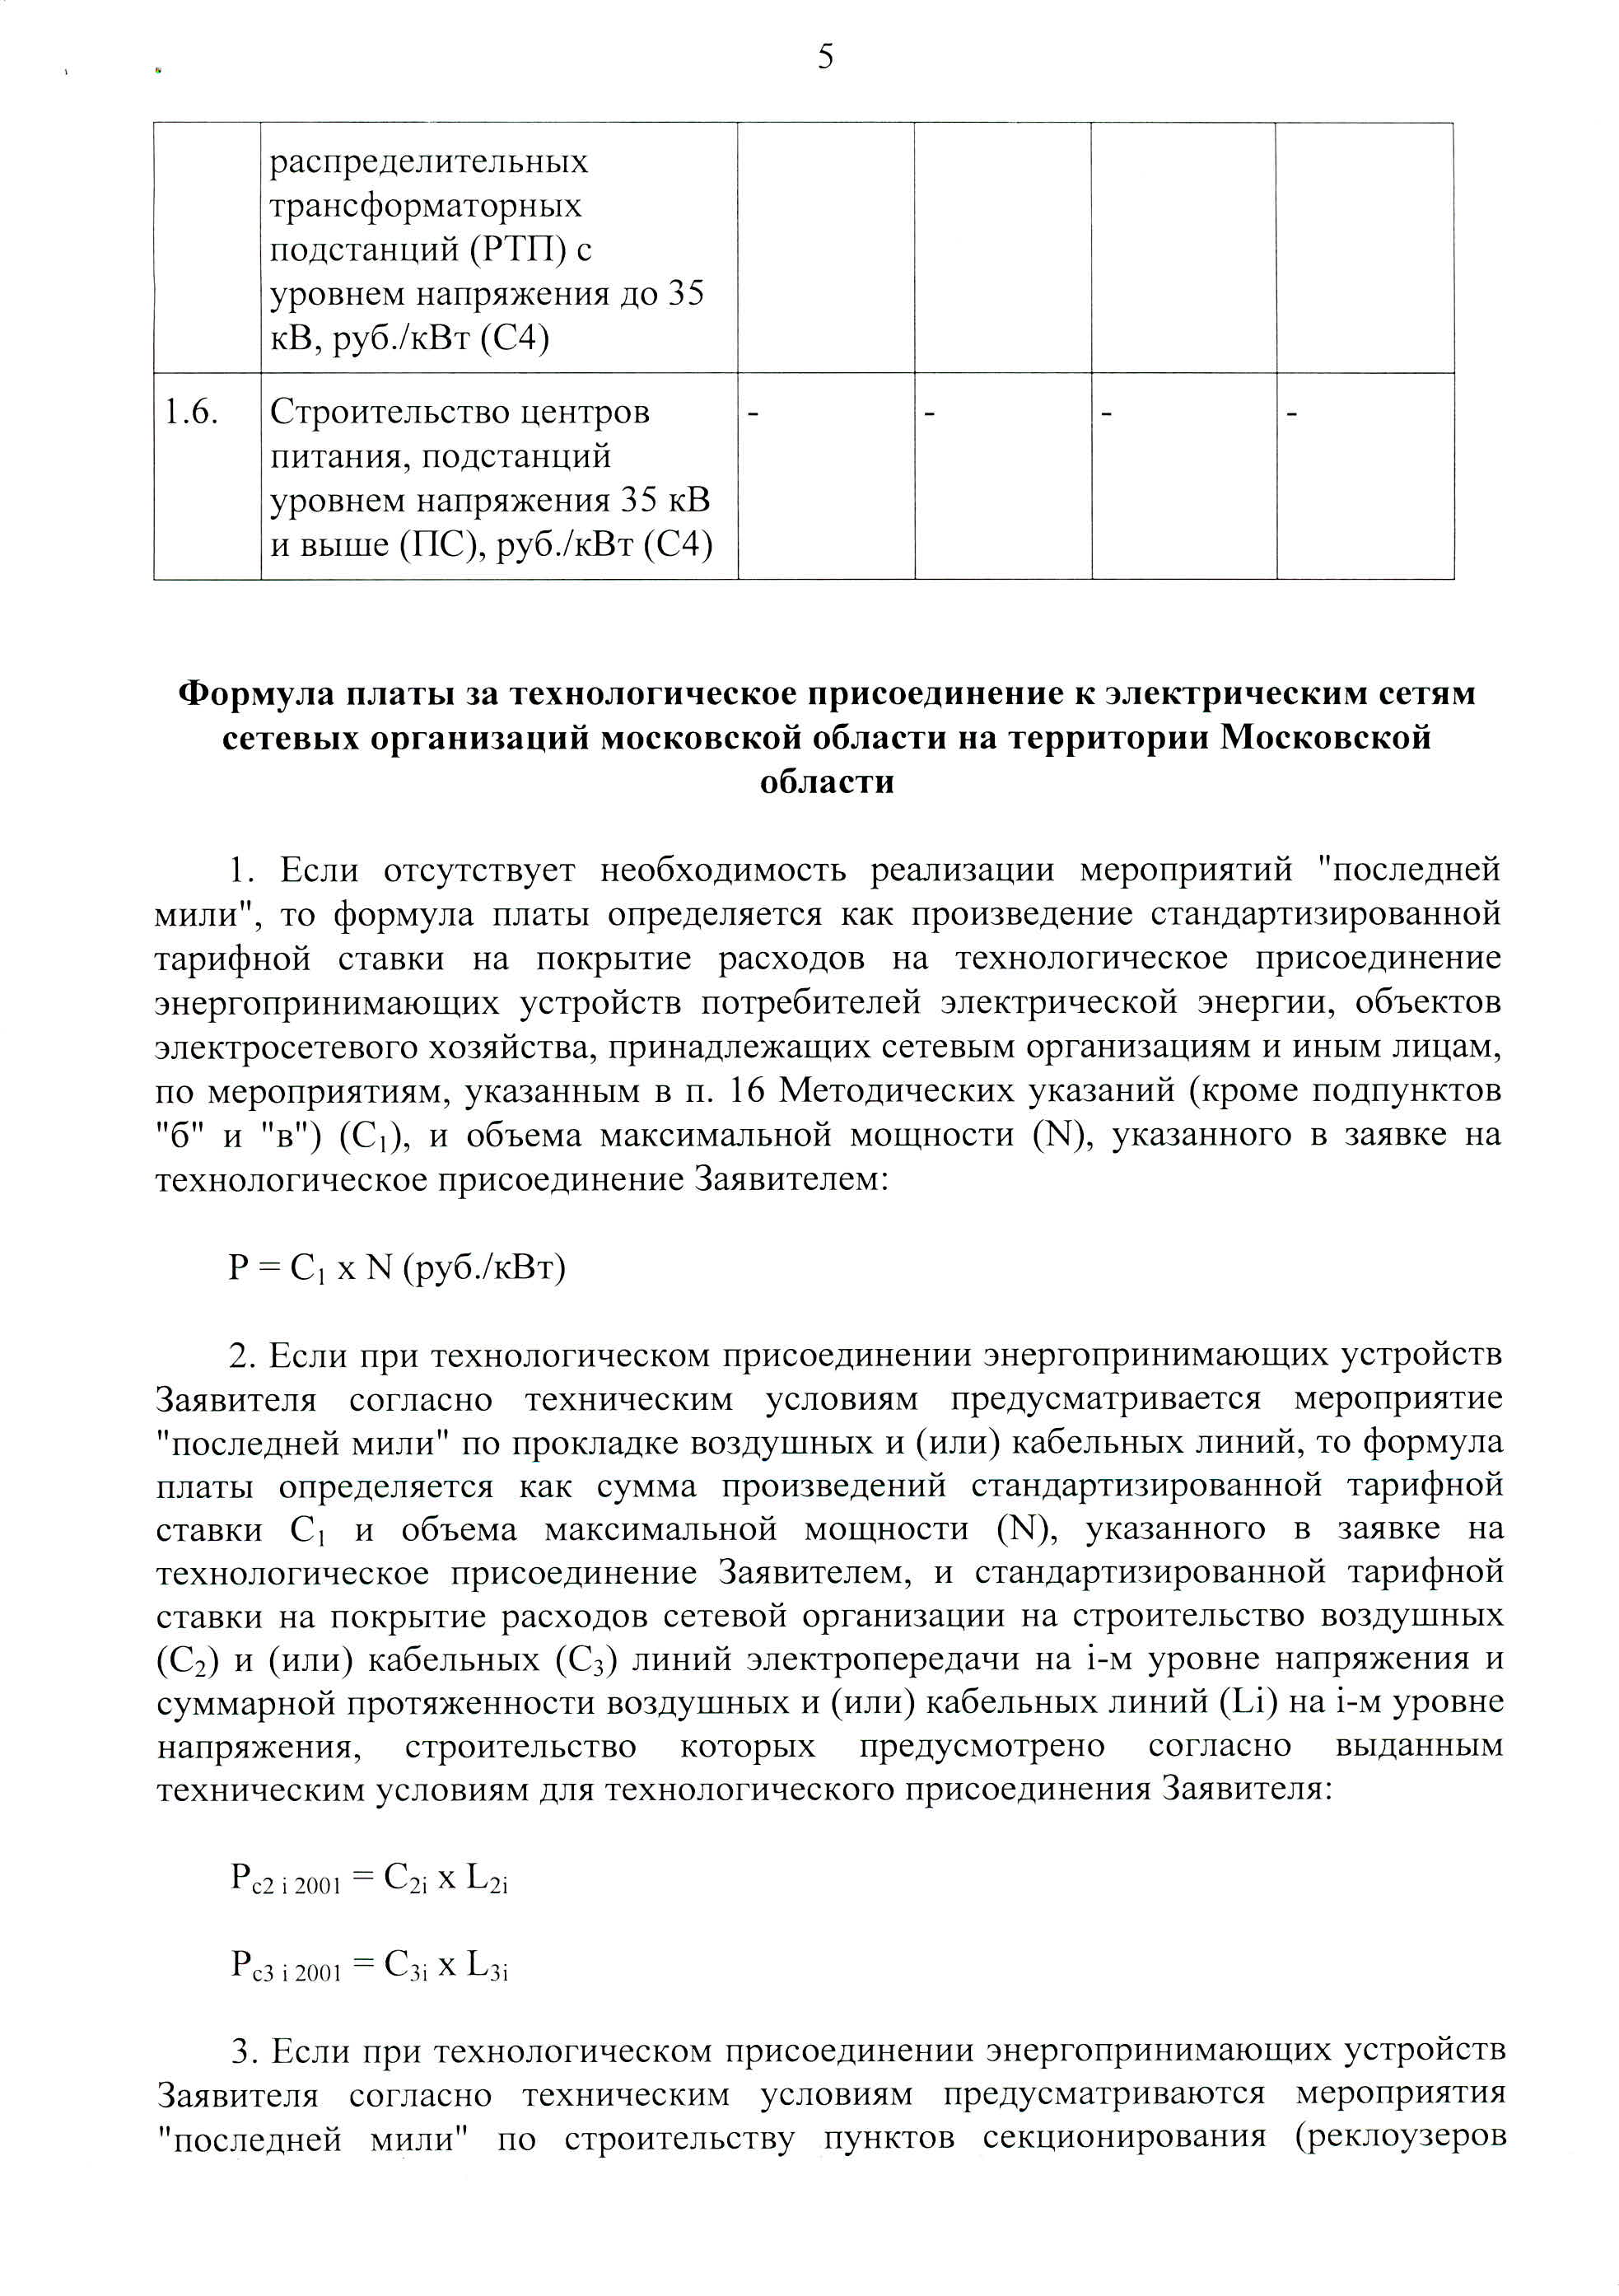 5
распределительных
трансформаторных
подстанций (РТП) с
уровнем напряжения до 35
кВ, руб./кВт (С4)
1.6.
Строительство центров
питания, подстанций
уровнем напряжения 35 кВ
и выше (ПС), руб./кВт (С4)
- - - -
Формула платы за технологическое присоединение к электрическим сетям
сетевых организаций московской области на территории Московской
области
1. Если отсутствует необходимость реализации мероприятий "последней
мили", то формула платы определяется как произведение стандартизированной
тарифной ставки на покрытие расходов на технологическое присоединение
энергопринимающих устройств потребителей электрической энергии, объектов
электросетевого хозяйства, принадлежащих сетевым организациям и иным лицам,
по мероприятиям, указанным в п. 16 Методических указаний (кроме подпунктов
"б" и "в") (С₁), и объема максимальной мощности (N), указанного в заявке на
технологическое присоединение Заявителем:
P = C₁ x N (руб./кВт)
2. Если при технологическом присоединении энергопринимающих устройств
Заявителя согласно техническим условиям предусматривается мероприятие
"последней мили" по прокладке воздушных и (или) кабельных линий, то формула
платы определяется как сумма произведений стандартизированной тарифной
ставки С₁ и объема максимальной мощности (N), указанного в заявке на
технологическое присоединение Заявителем, и стандартизированной тарифной
ставки на покрытие расходов сетевой организации на строительство воздушных
(С₂) и (или) кабельных (С₃) линий электропередачи на i-м уровне напряжения и
суммарной протяженности воздушных и (или) кабельных линий (Li) на i-м уровне
напряжения, строительство которых предусмотрено согласно выданным
техническим условиям для технологического присоединения Заявителя:
Pc2 i 2001 = C2i x L2i
Pc3 i 2001 = C3i x L3i
3. Если при технологическом присоединении энергопринимающих устройств
Заявителя согласно техническим условиям предусматриваются мероприятия
"последней мили" по строительству пунктов секционирования (реклоузеров